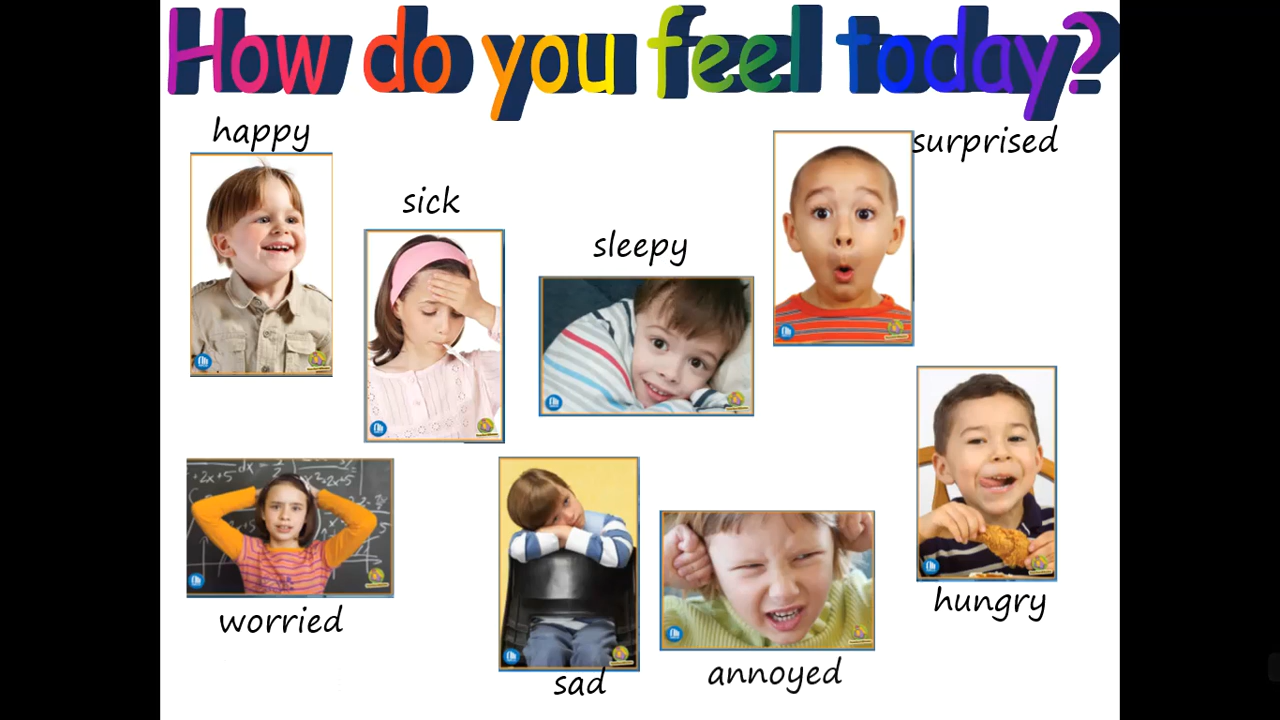 How do you feel today?
happy
surprised
sick
sleepy
worried
sad
annoyed
hungry